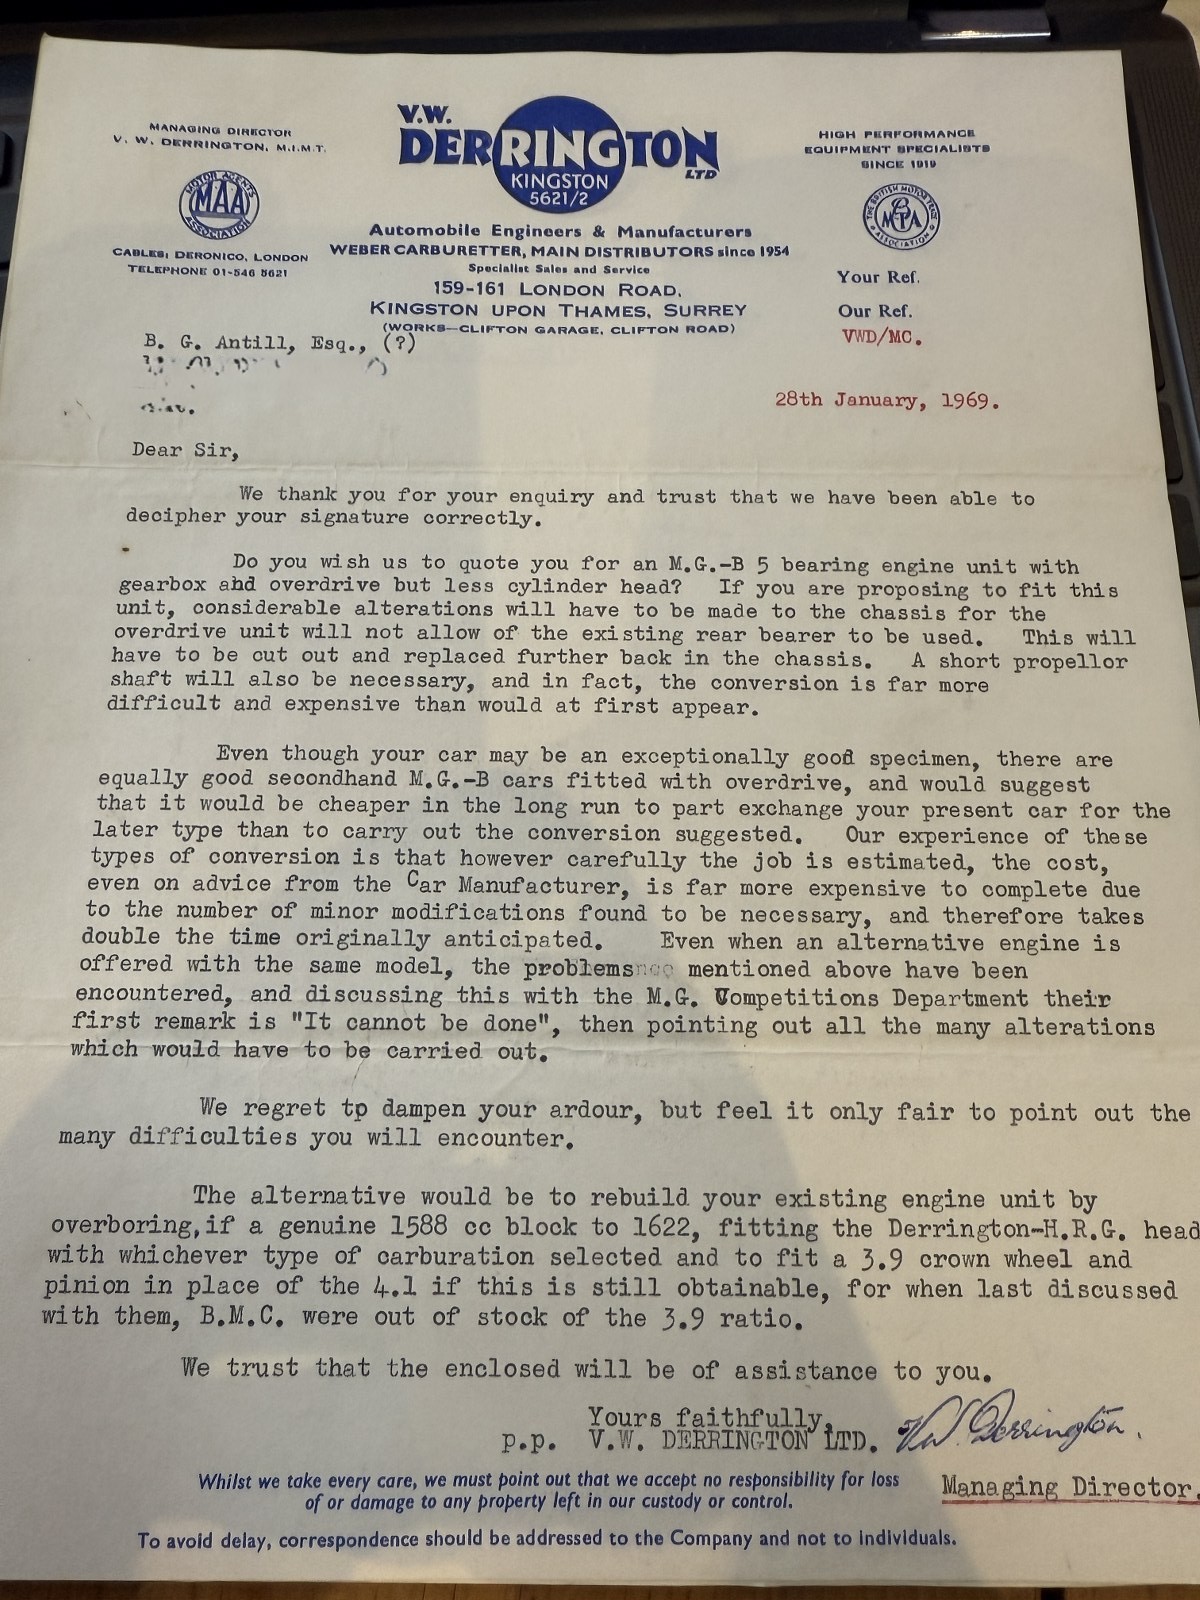 MANAGING DIRECTOR
V. W. DERRINGTON, M.I.M.T.
MOTOR AGENTS
MAA
ASSOCIATION
CABLES: DERONICO, LONDON
TELEPHONE 01-546 5621
V.W.
DERRINGTON
LTD
KINGSTON
5621/2
Automobile Engineers & Manufacturers
WEBER CARBURETTER, MAIN DISTRIBUTORS since 1954
Specialist Sales and Service
159-161 LONDON ROAD,
KINGSTON UPON THAMES, SURREY
(WORKS—CLIFTON GARAGE, CLIFTON ROAD)
HIGH PERFORMANCE
EQUIPMENT SPECIALISTS
SINCE 1919
THE BRITISH MOTOR TRADE
ASSOCIATION
Your Ref.
Our Ref.
VWD/MC.
B. G. Antill, Esq., (?)
28th January, 1969.
Dear Sir,
We thank you for your enquiry and trust that we have been able to
decipher your signature correctly.
Do you wish us to quote you for an M.G.-B 5 bearing engine unit with
gearbox and overdrive but less cylinder head? If you are proposing to fit this
unit, considerable alterations will have to be made to the chassis for the
overdrive unit will not allow of the existing rear bearer to be used. This will
have to be cut out and replaced further back in the chassis. A short propellor
shaft will also be necessary, and in fact, the conversion is far more
difficult and expensive than would at first appear.
Even though your car may be an exceptionally good specimen, there are
equally good secondhand M.G.-B cars fitted with overdrive, and would suggest
that it would be cheaper in the long run to part exchange your present car for the
later type than to carry out the conversion suggested. Our experience of these
types of conversion is that however carefully the job is estimated, the cost,
even on advice from the Car Manufacturer, is far more expensive to complete due
to the number of minor modifications found to be necessary, and therefore takes
double the time originally anticipated. Even when an alternative engine is
offered with the same model, the problems mentioned above have been
encountered, and discussing this with the M.G. Competitions Department their
first remark is "It cannot be done", then pointing out all the many alterations
which would have to be carried out.
We regret to dampen your ardour, but feel it only fair to point out the
many difficulties you will encounter.
The alternative would be to rebuild your existing engine unit by
overboring,if a genuine 1588 cc block to 1622, fitting the Derrington-H.R.G. head
with whichever type of carburation selected and to fit a 3.9 crown wheel and
pinion in place of the 4.1 if this is still obtainable, for when last discussed
with them, B.M.C. were out of stock of the 3.9 ratio.
We trust that the enclosed will be of assistance to you.
Yours faithfully,
p.p. V.W. DERRINGTON LTD. VW Derrington.
Managing Director.
Whilst we take every care, we must point out that we accept no responsibility for loss
of or damage to any property left in our custody or control.
To avoid delay, correspondence should be addressed to the Company and not to individuals.